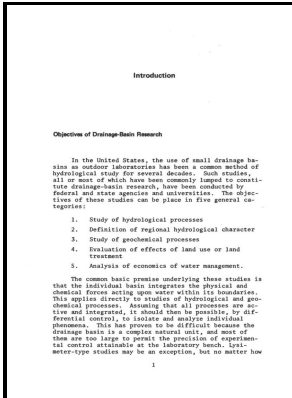 Introduction
Objectives of Drainage-Basin Research
In the United States, the use of small drainage ba-
sins as outdoor laboratories has been a common method of
hydrological study for several decades. Such studies,
all or most of which have been commonly lumped to consti-
tute drainage-basin research, have been conducted by
federal and state agencies and universities. The objec-
tives of these studies can be place in five general ca-
tegories:
1. Study of hydrological processes
2. Definition of regional hydrological character
3. Study of geochemical processes
4. Evaluation of effects of land use or land
treatment
5. Analysis of economics of water management.
The common basic premise underlying these studies is
that the individual basin integrates the physical and
chemical forces acting upon water within its boundaries.
This applies directly to studies of hydrological and geo-
chemical processes. Assuming that all processes are ac-
tive and integrated, it should then be possible, by dif-
ferential control, to isolate and analyze individual
phenomena. This has proven to be difficult because the
drainage basin is a complex natural unit, and most of
them are too large to permit the precision of experimen-
tal control attainable at the laboratory bench. Lysi-
meter-type studies may be an exception, but no matter how
1